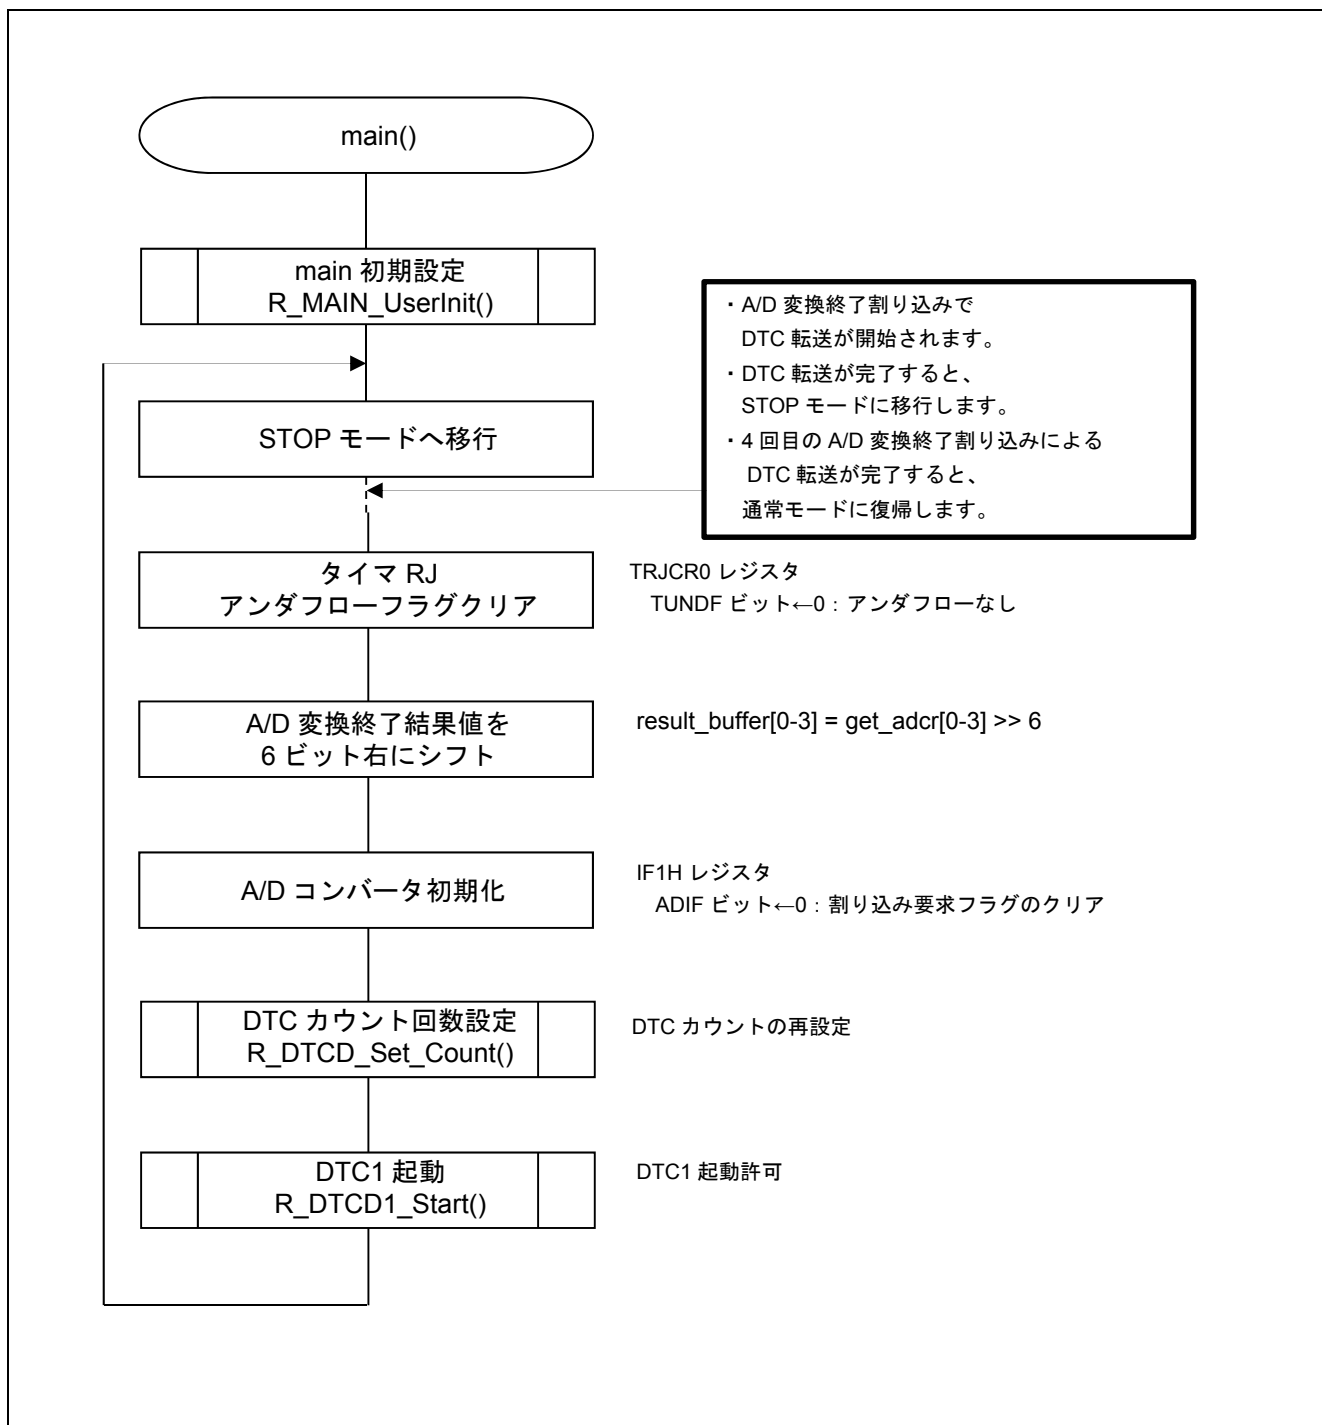 main()
main 初期設定
R_MAIN_UserInit()
・A/D 変換終了割り込みで
DTC 転送が開始されます。
・DTC 転送が完了すると、
STOP モードに移行します。
・4 回目の A/D 変換終了割り込みによる
DTC 転送が完了すると、
通常モードに復帰します。
STOP モードへ移行
タイマ RJ
アンダフローフラグクリア
TRJCR0 レジスタ
TUNDF ビット←0：アンダフローなし
A/D 変換終了結果値を
6 ビット右にシフト
result_buffer[0-3] = get_adcr[0-3] >> 6
A/D コンバータ初期化
IF1H レジスタ
ADIF ビット←0：割り込み要求フラグのクリア
DTC カウント回数設定
R_DTCD_Set_Count()
DTC カウントの再設定
DTC1 起動
R_DTCD1_Start()
DTC1 起動許可